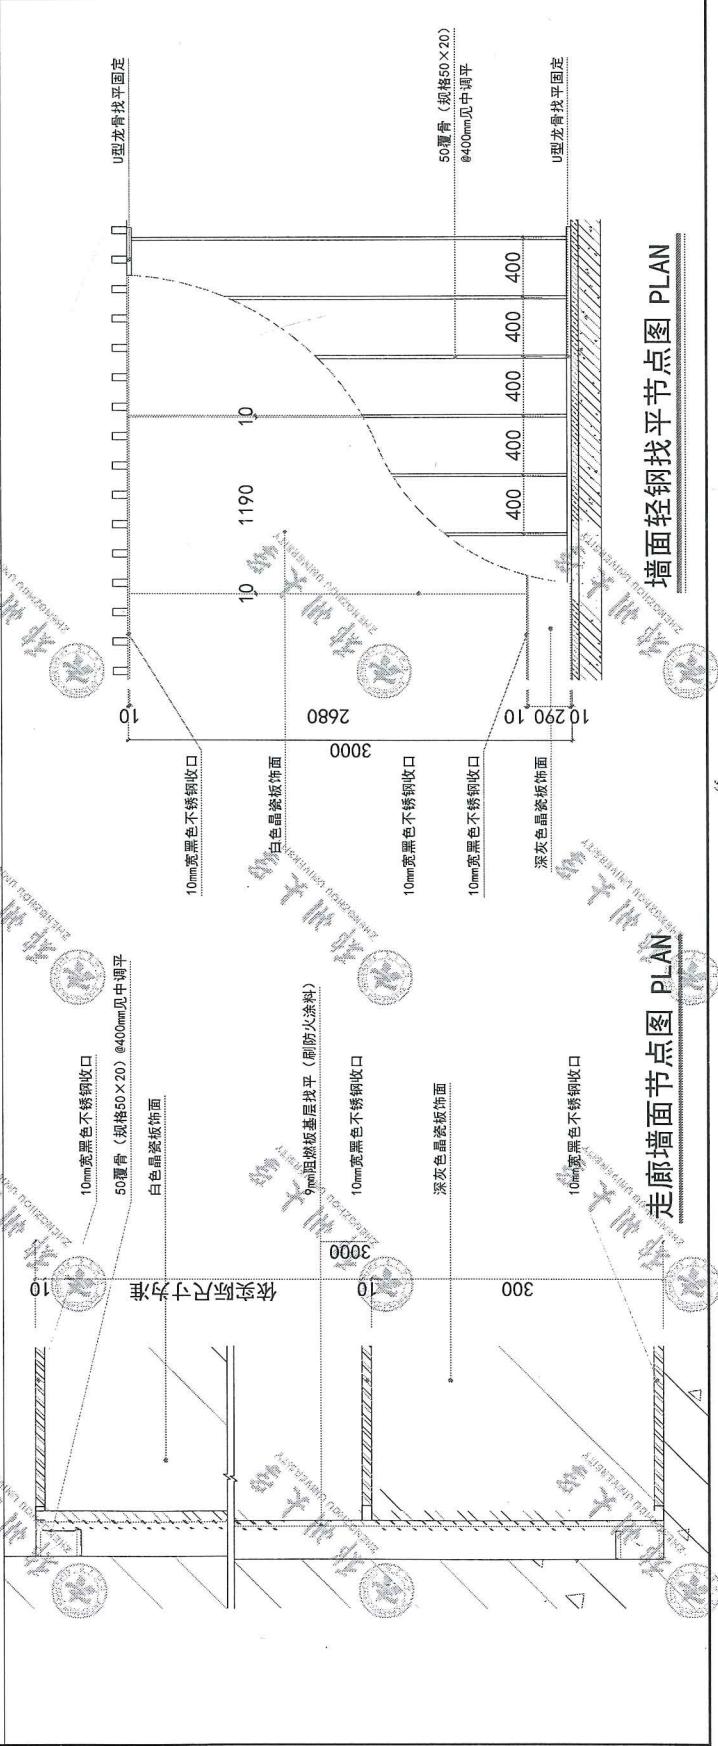 10mm宽黑色不锈钢收口
50覆骨（规格50×20）@400mm见中调平
白色晶瓷板饰面
9mm阻燃板基层找平（刷防火涂料）
10mm宽黑色不锈钢收口
深灰色晶瓷板饰面
10mm宽黑色不锈钢收口
10
依实际尺寸为准
3000
10
300
走廊墙面节点图 PLAN
U型龙骨找平固定
50覆骨（规格50×20）
@400mm见中调平
U型龙骨找平固定
10mm宽黑色不锈钢收口
白色晶瓷板饰面
10mm宽黑色不锈钢收口
10mm宽黑色不锈钢收口
深灰色晶瓷板饰面
10
2680
10
290
10
3000
10
1190
10
400
400
400
400
400
墙面轻钢找平节点图 PLAN
郑州大学
ZHENGZHOU UNIVERSITY